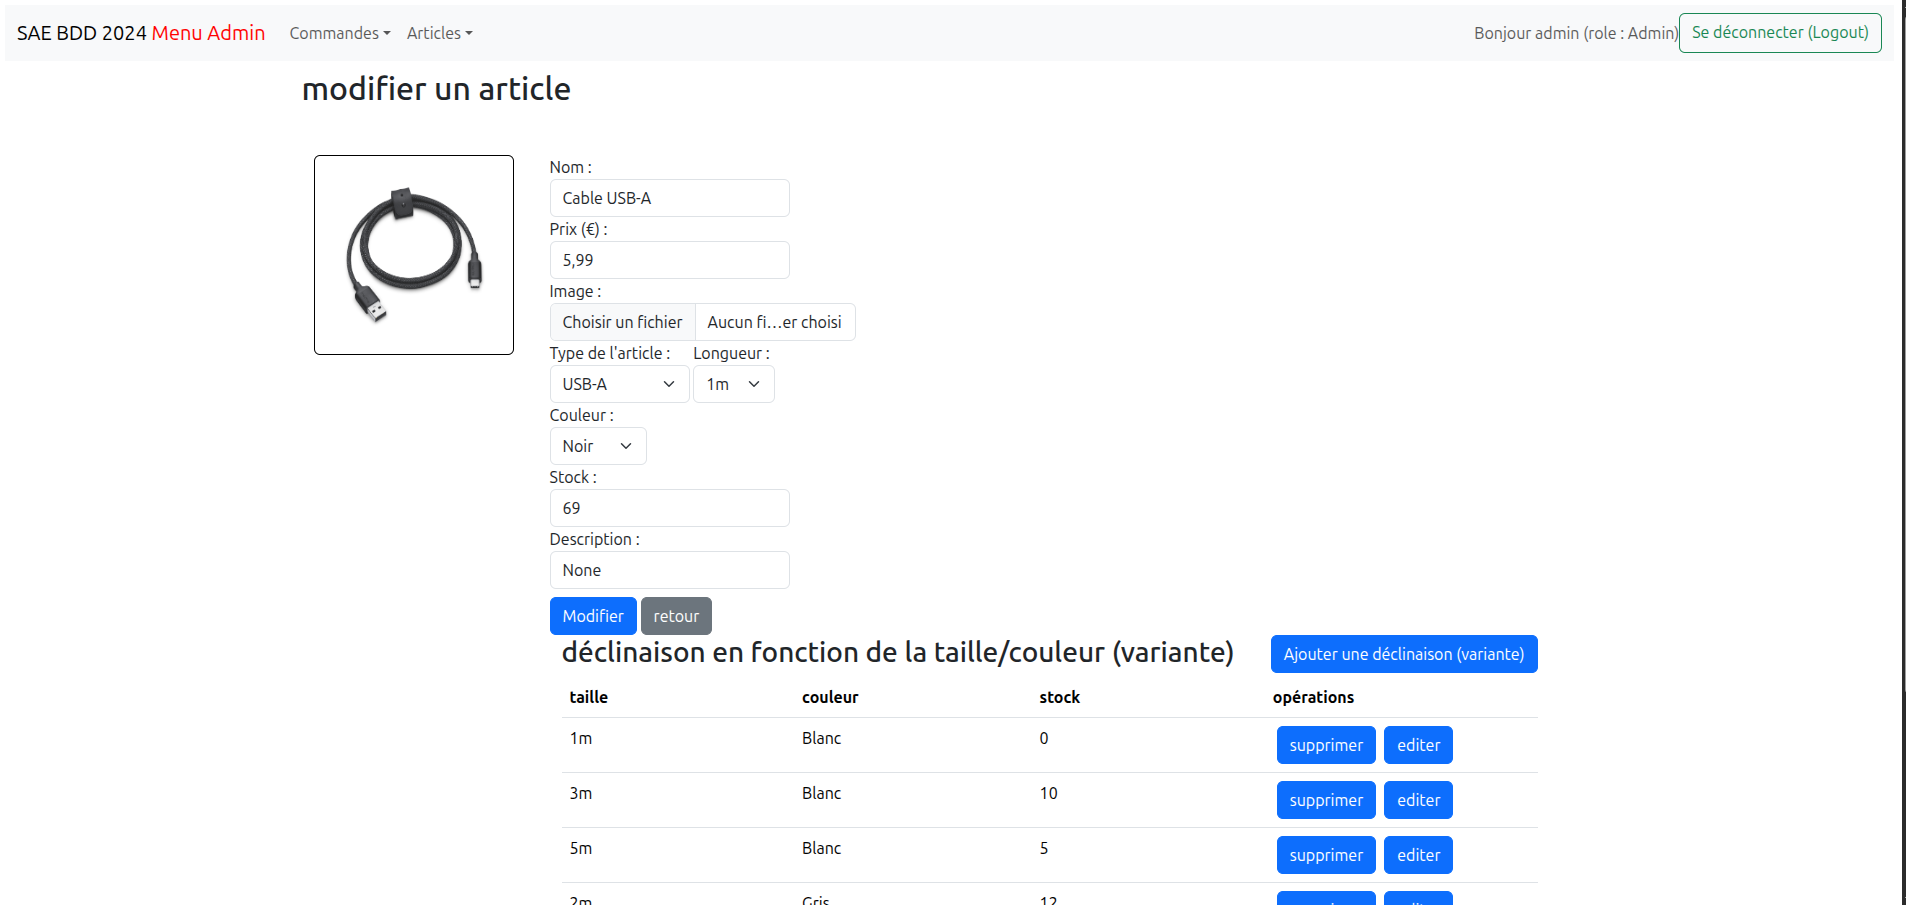 SAE BDD 2024 Menu Admin Commandes Articles Bonjour admin (role : Admin) Se déconnecter (Logout)
modifier un article
Nom :
Cable USB-A
Prix (€) :
5,99
Image :
Choisir un fichier Aucun fi...er choisi
Type de l'article : Longueur :
USB-A 1m
Couleur :
Noir
Stock :
69
Description :
None
Modifier retour
déclinaison en fonction de la taille/couleur (variante) Ajouter une déclinaison (variante)
taille couleur stock opérations
1m Blanc 0 supprimer editer
3m Blanc 10 supprimer editer
5m Blanc 5 supprimer editer
2m Gris 12